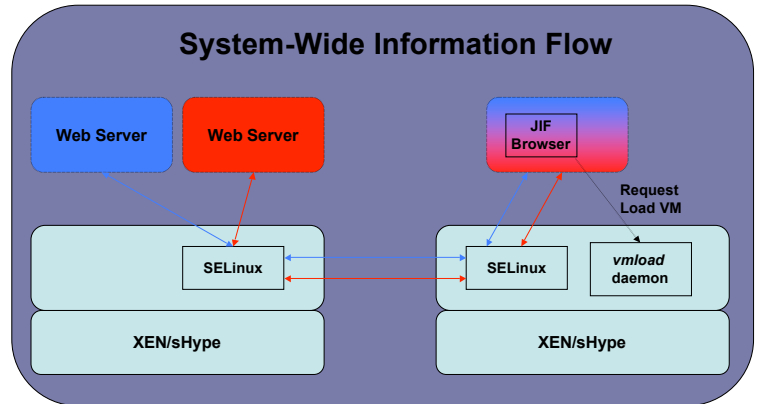 System-Wide Information Flow
Web Server
Web Server
JIF
Browser
Request
Load VM
SELinux
SELinux
vmload
daemon
XEN/sHype
XEN/sHype